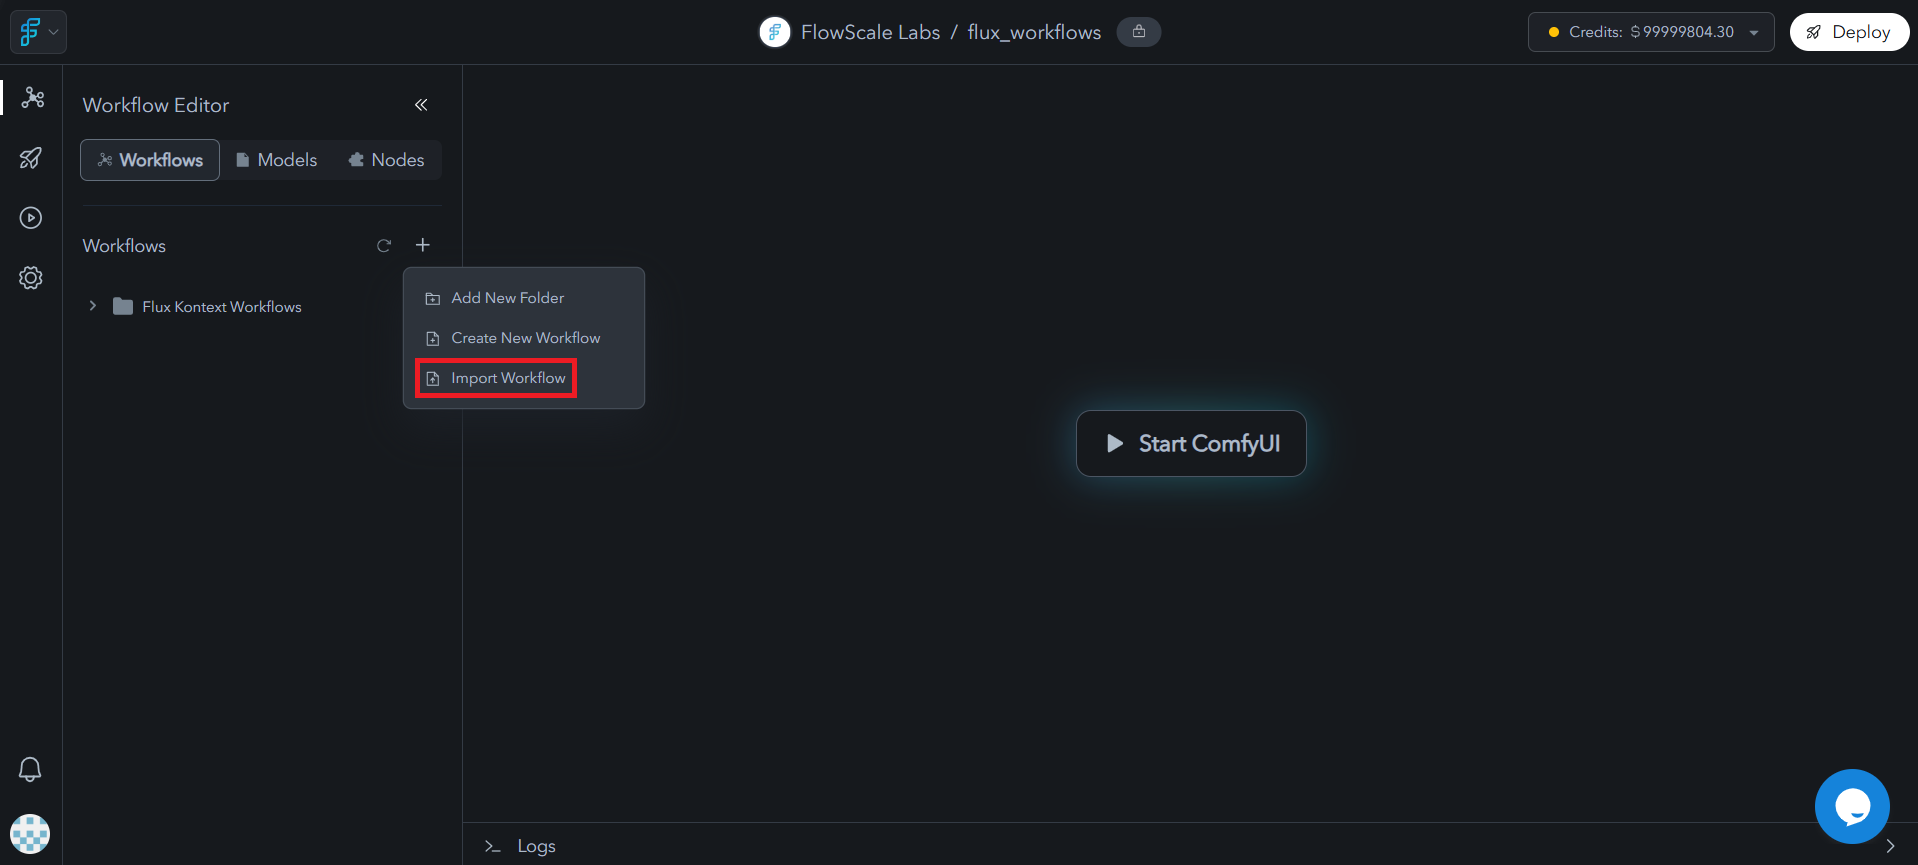 FlowScale Labs / flux_workflows
Credits: $ 99999804.30
Deploy
Workflow Editor
Workflows
Models
Nodes
Workflows
Add New Folder
Flux Kontext Workflows
Create New Workflow
Import Workflow
Start ComfyUI
Logs